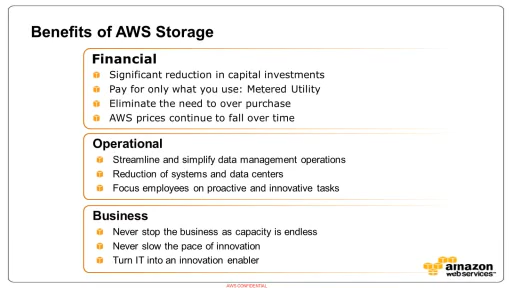 Benefits of AWS Storage
Financial
Significant reduction in capital investments
Pay for only what you use: Metered Utility
Eliminate the need to over purchase
AWS prices continue to fall over time
Operational
Streamline and simplify data management operations
Reduction of systems and data centers
Focus employees on proactive and innovative tasks
Business
Never stop the business as capacity is endless
Never slow the pace of innovation
Turn IT into an innovation enabler
amazon
web services™
AWS CONFIDENTIAL